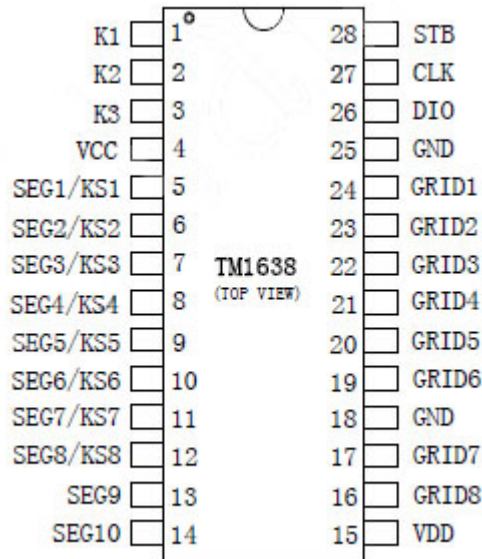 K1 1 28 STB
K2 2 27 CLK
K3 3 26 DIO
VCC 4 25 GND
SEG1/KS1 5 24 GRID1
SEG2/KS2 6 23 GRID2
SEG3/KS3 7 TM1638 22 GRID3
(TOP VIEW)
SEG4/KS4 8 21 GRID4
SEG5/KS5 9 20 GRID5
SEG6/KS6 10 19 GRID6
SEG7/KS7 11 18 GND
SEG8/KS8 12 17 GRID7
SEG9 13 16 GRID8
SEG10 14 15 VDD